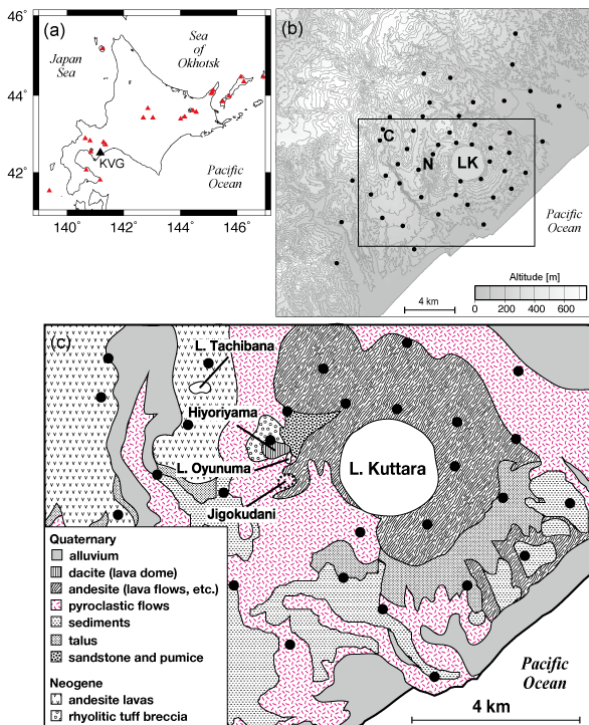 (a)
46°
44°
42°
140°
142°
144°
146°
Japan
Sea
Sea
of
Okhotsk
KVG
Pacific
Ocean
(b)
C
N
LK
Pacific
Ocean
Altitude [m]
0 200 400 600
4 km
(c)
L. Tachibana
Hiyoriyama
L. Oyunuma
Jigokudani
L. Kuttara
Quaternary
alluvium
dacite (lava dome)
andesite (lava flows, etc.)
pyroclastic flows
sediments
talus
sandstone and pumice
Neogene
andesite lavas
rhyolitic tuff breccia
Pacific
Ocean
4 km